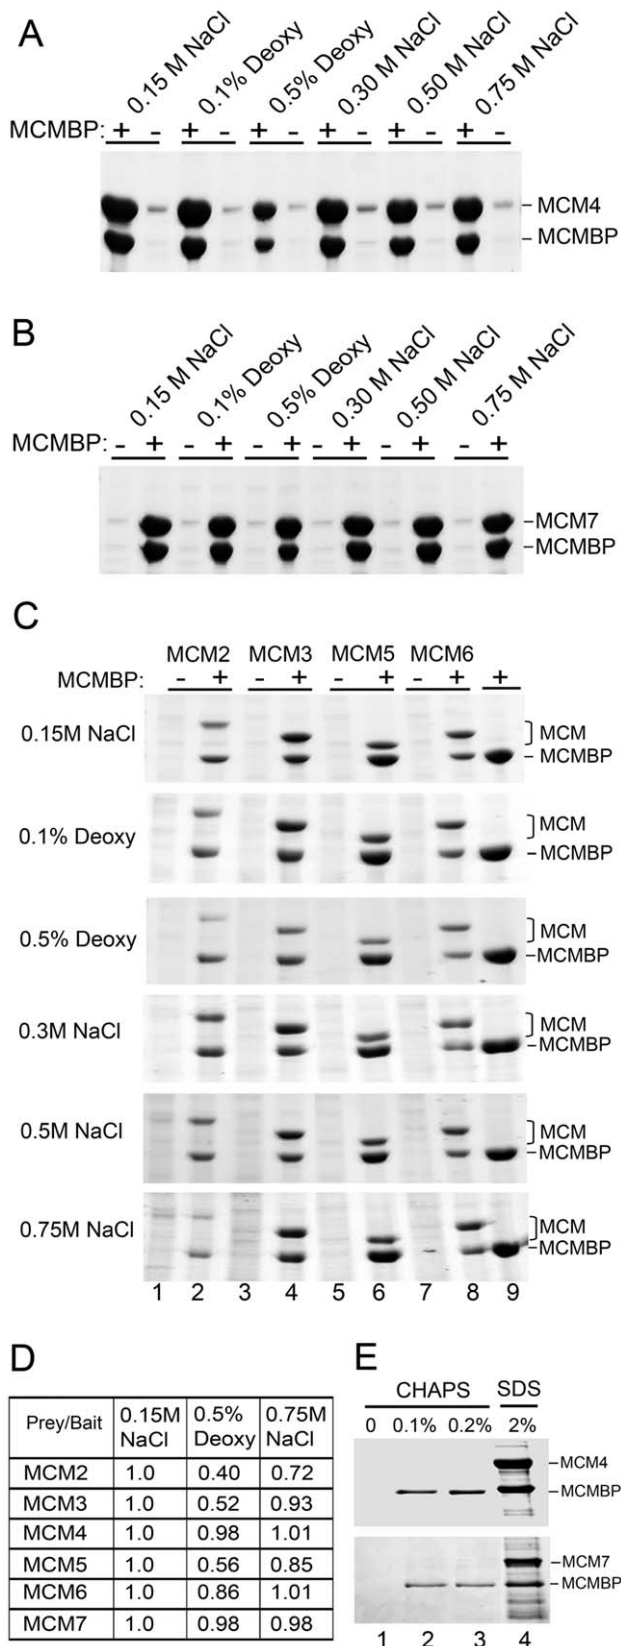 A
0.15 M NaCl 0.1% Deoxy 0.5% Deoxy 0.30 M NaCl 0.50 M NaCl 0.75 M NaCl
MCMBP: + - + - + - + - + - + -
MCM4
MCMBP
B
0.15 M NaCl 0.1% Deoxy 0.5% Deoxy 0.30 M NaCl 0.50 M NaCl 0.75 M NaCl
MCMBP: - + - + - + - + - + - +
MCM7
MCMBP
C
MCM2 MCM3 MCM5 MCM6
MCMBP: - + - + - + - + +
0.15M NaCl MCM
MCMBP
0.1% Deoxy MCM
MCMBP
0.5% Deoxy MCM
MCMBP
0.3M NaCl MCM
MCMBP
0.5M NaCl MCM
MCMBP
0.75M NaCl MCM
MCMBP
1 2 3 4 5 6 7 8 9
D
Prey/Bait 0.15M NaCl 0.5% Deoxy 0.75M NaCl
MCM2 1.0 0.40 0.72
MCM3 1.0 0.52 0.93
MCM4 1.0 0.98 1.01
MCM5 1.0 0.56 0.85
MCM6 1.0 0.86 1.01
MCM7 1.0 0.98 0.98
E
CHAPS SDS
0 0.1% 0.2% 2%
MCM4
MCMBP
MCM7
MCMBP
1 2 3 4